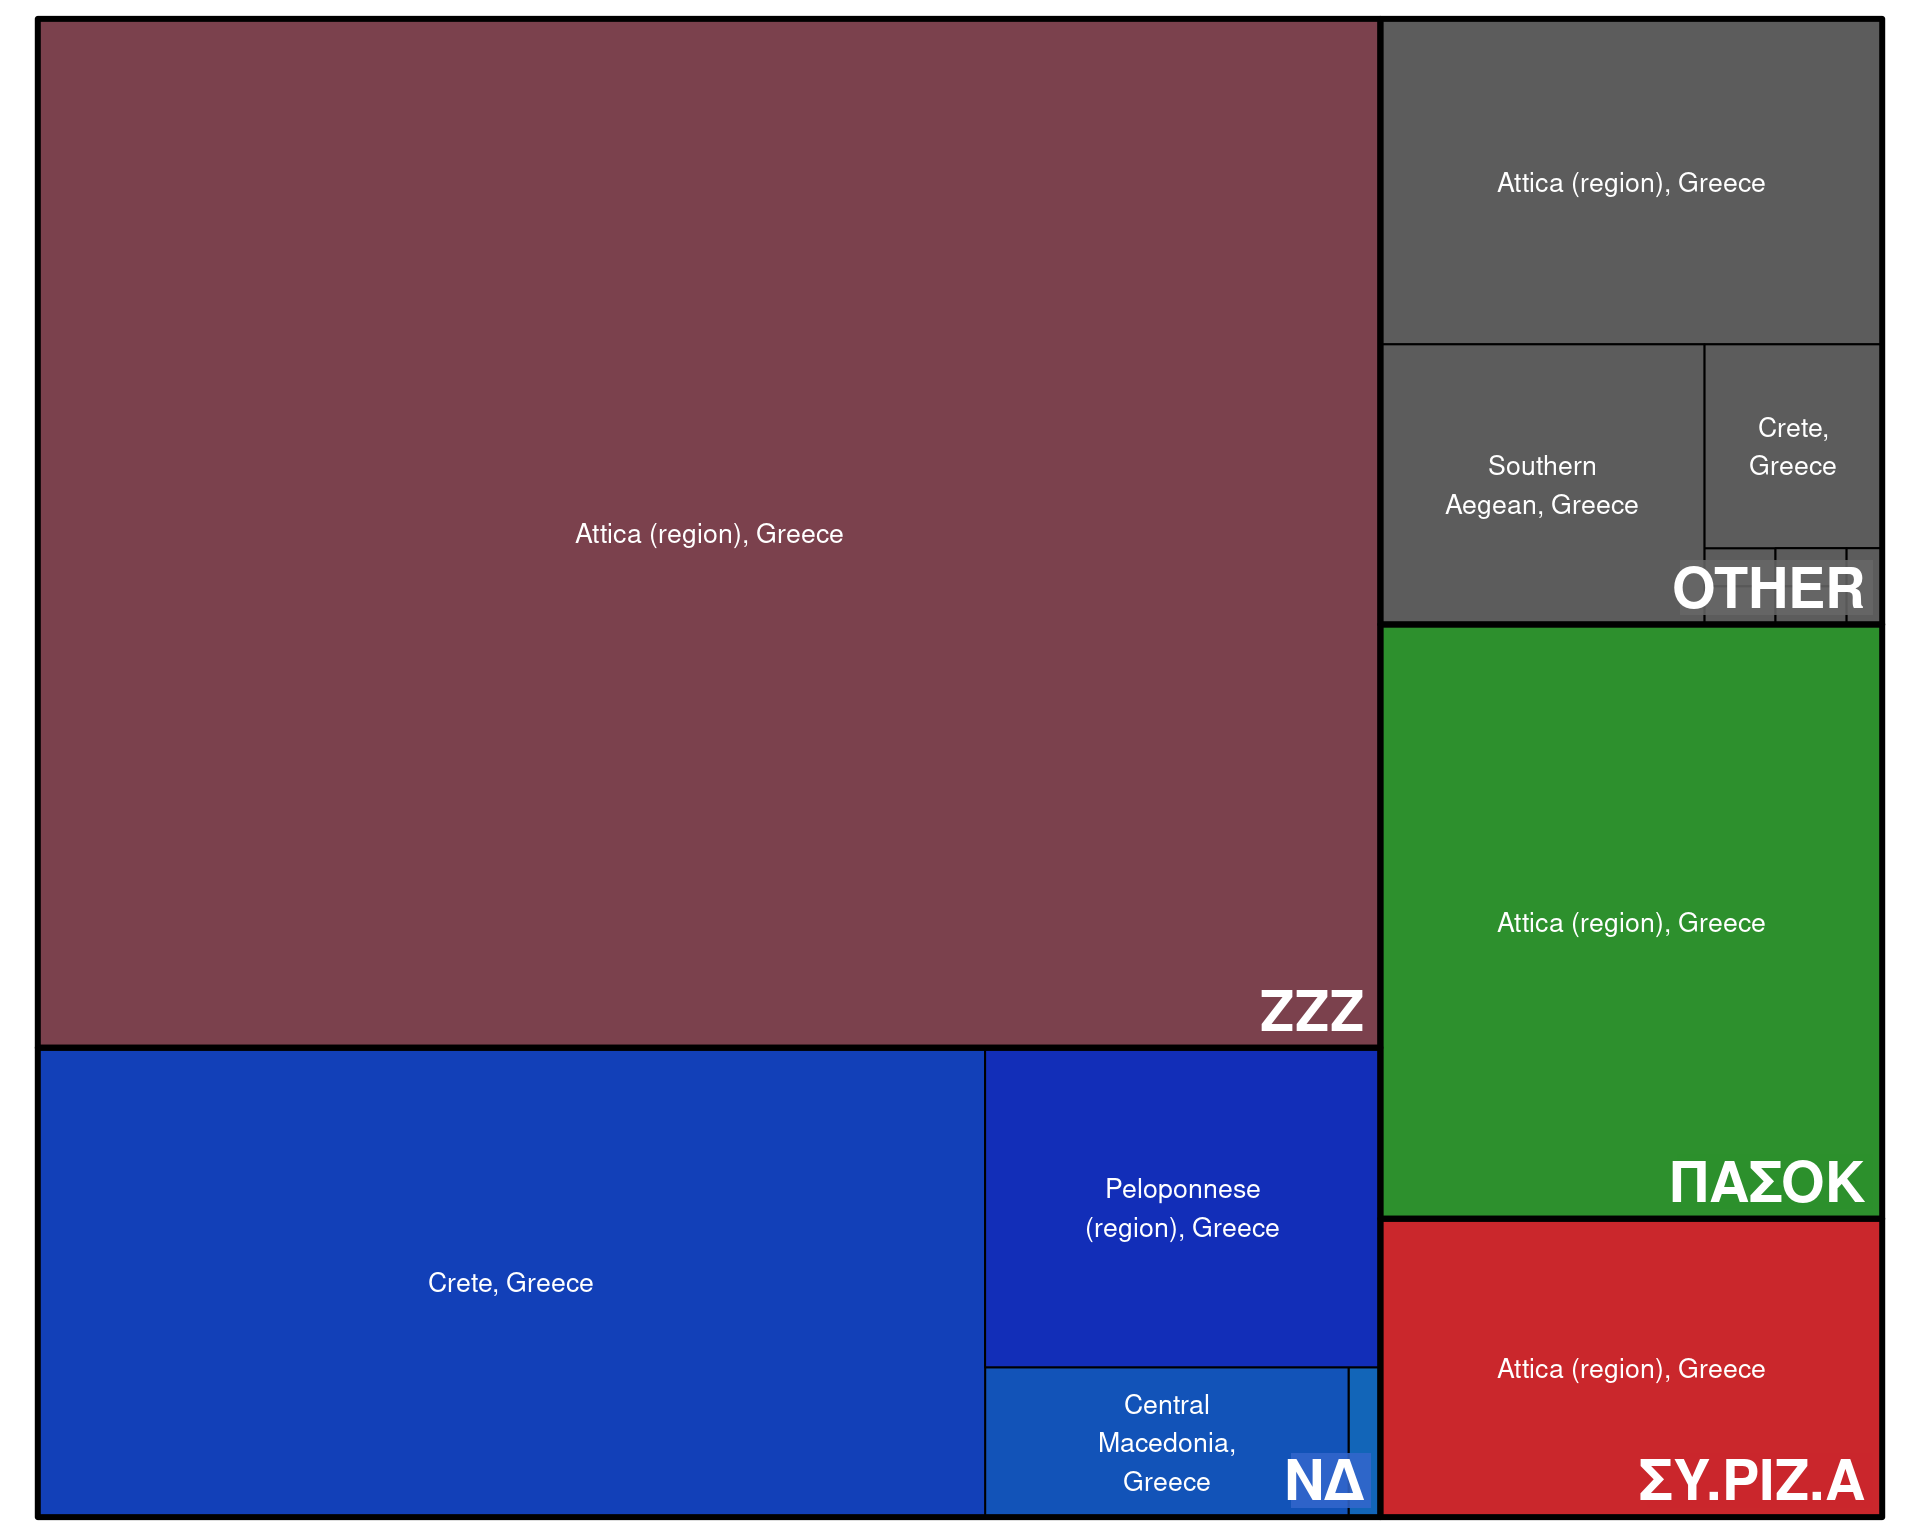 Attica (region), Greece
ZZZ
Attica (region), Greece
Southern
Aegean, Greece
Crete,
Greece
OTHER
Attica (region), Greece
ΠΑΣΟΚ
Crete, Greece
Peloponnese
(region), Greece
Central
Macedonia,
Greece
ΝΔ
Attica (region), Greece
ΣΥ.ΡΙΖ.Α